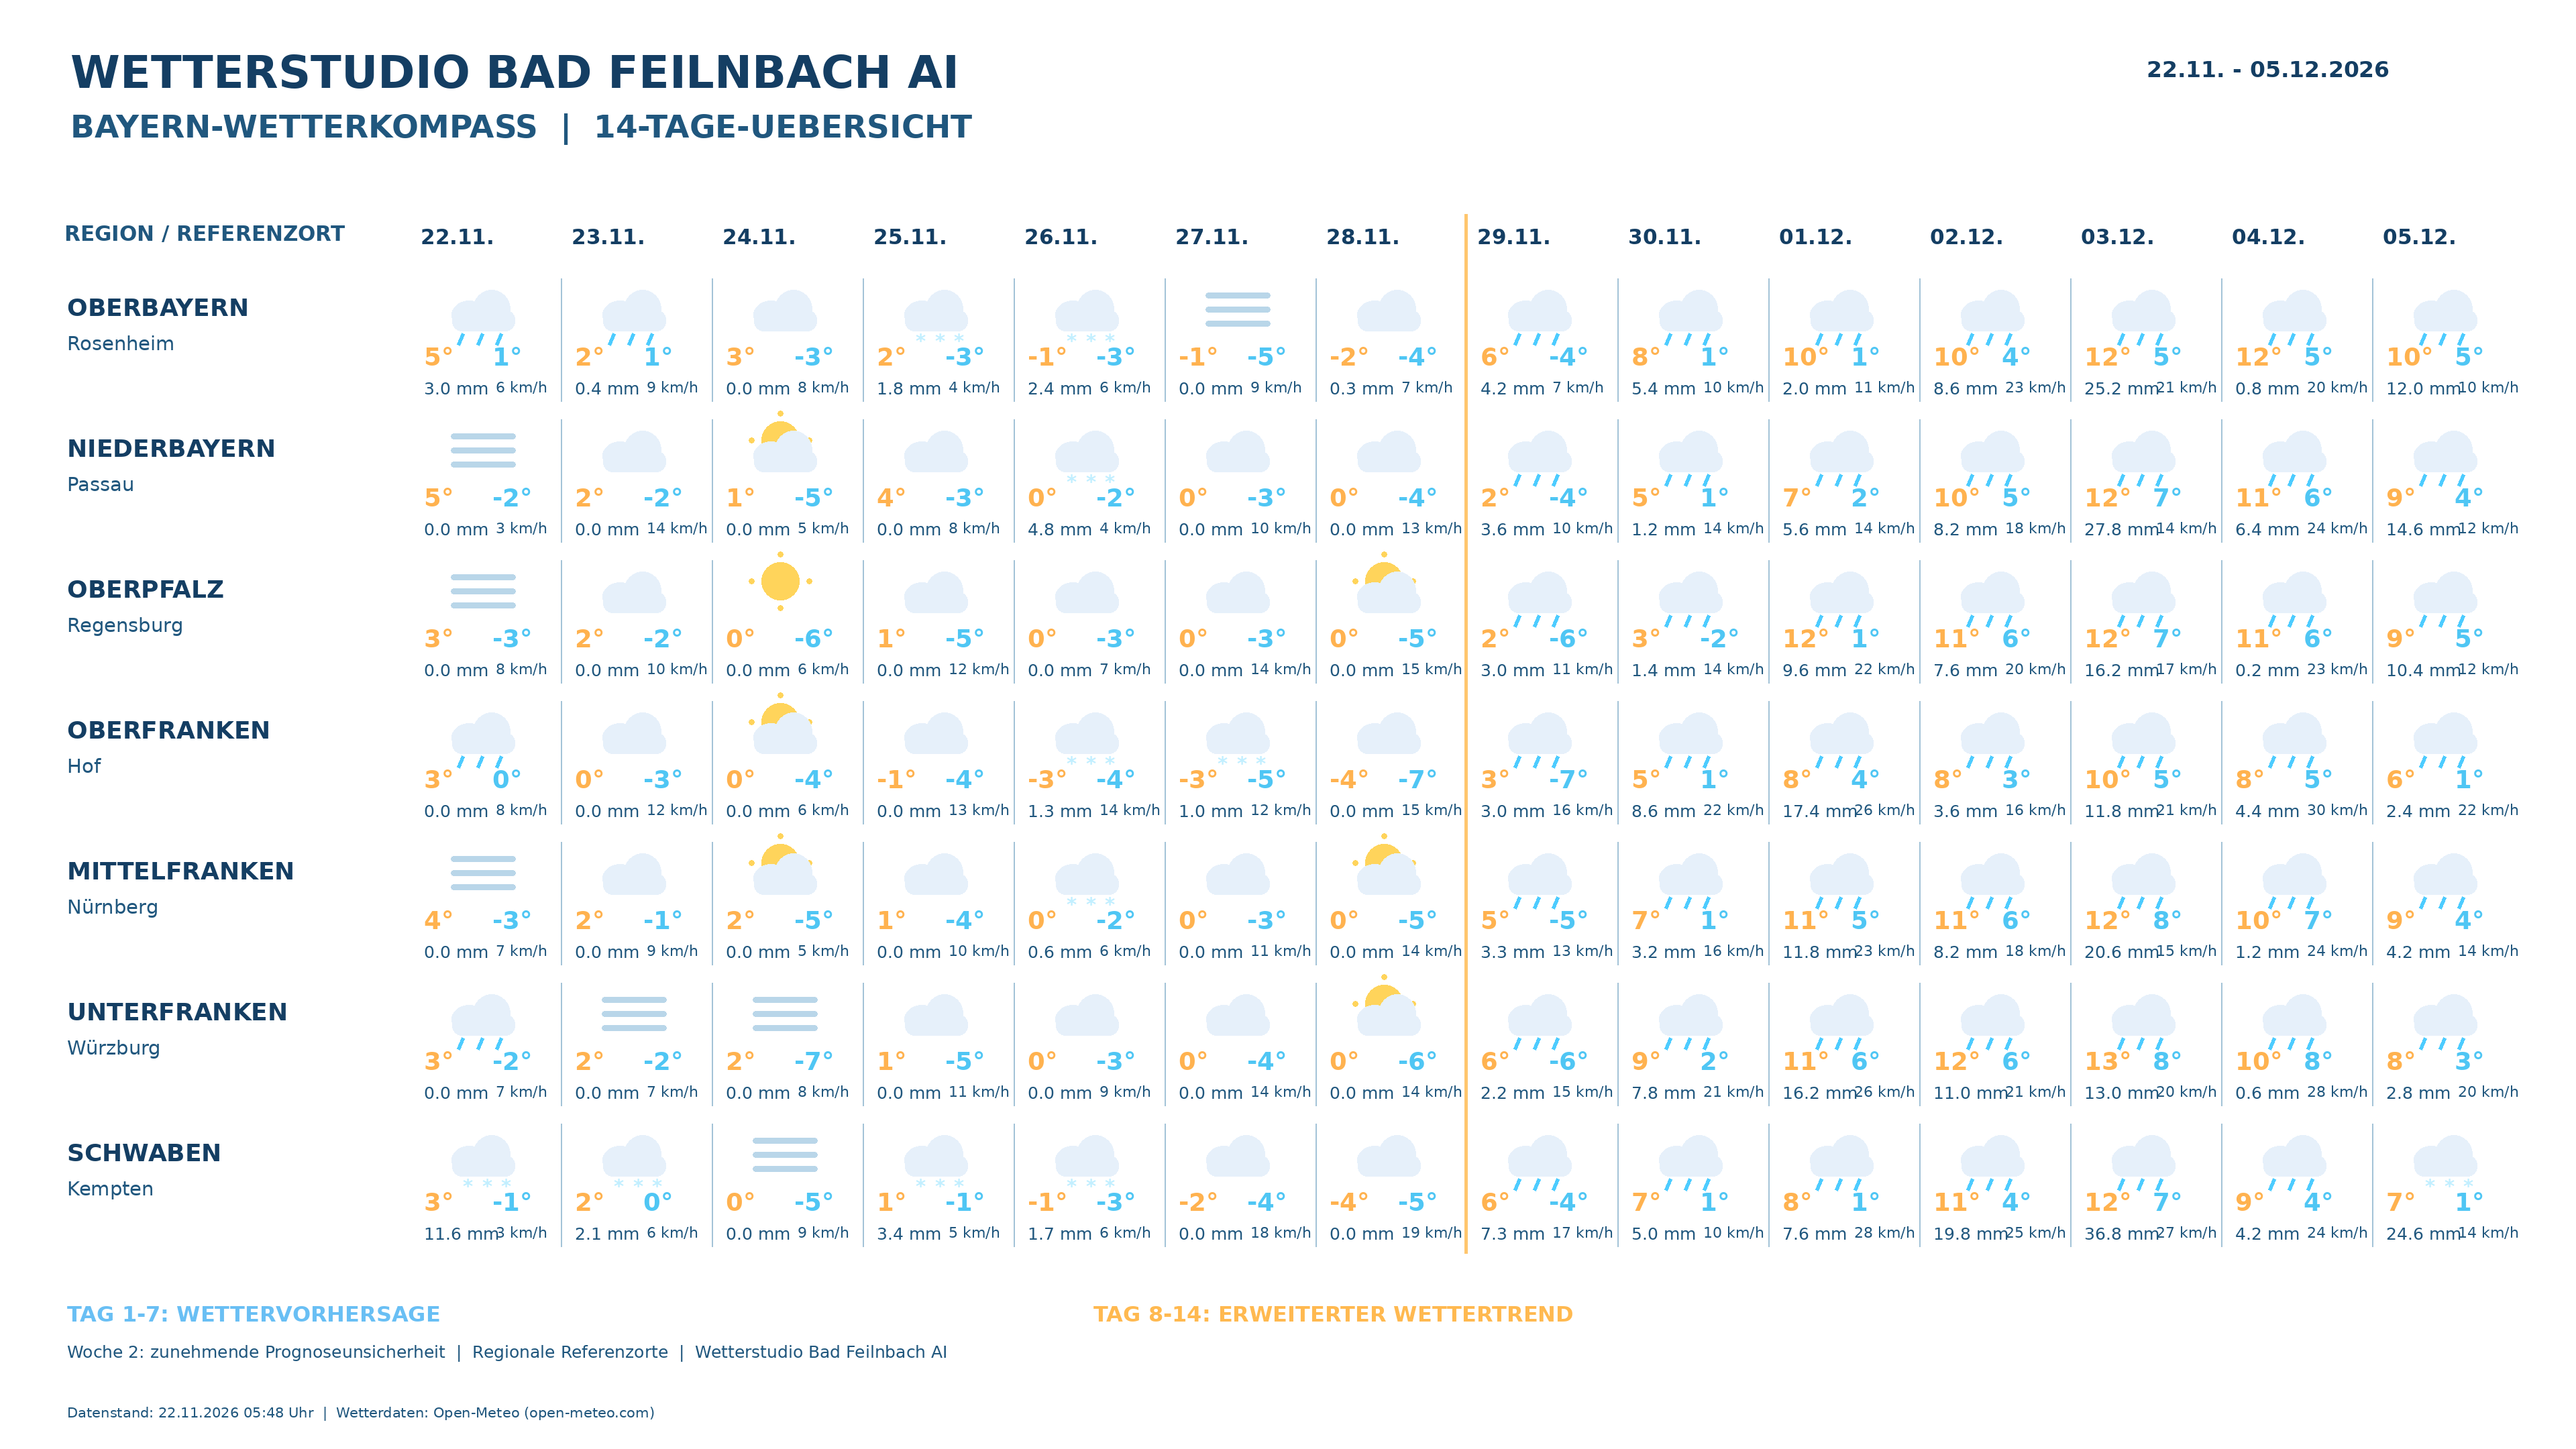 WETTERSTUDIO BAD FEILNBACH AI
22.11. - 05.12.2026
BAYERN-WETTERKOMPASS | 14-TAGE-UEBERSICHT
REGION / REFERENZORT 22.11. 23.11. 24.11. 25.11. 26.11. 27.11. 28.11. 29.11. 30.11. 01.12. 02.12. 03.12. 04.12. 05.12.
OBERBAYERN
Rosenheim
5° 1° 2° 1° 3° -3° 2° -3° -1° -3° -1° -5° -2° -4° 6° -4° 8° 1° 10° 1° 10° 4° 12° 5° 12° 5° 10° 5°
3.0 mm 6 km/h 0.4 mm 9 km/h 0.0 mm 8 km/h 1.8 mm 4 km/h 2.4 mm 6 km/h 0.0 mm 9 km/h 0.3 mm 7 km/h 4.2 mm 7 km/h 5.4 mm 10 km/h 2.0 mm 11 km/h 8.6 mm 23 km/h 25.2 mm 21 km/h 0.8 mm 20 km/h 12.0 mm 10 km/h
NIEDERBAYERN
Passau
5° -2° 2° -2° 1° -5° 4° -3° 0° -2° 0° -3° 0° -4° 2° -4° 5° 1° 7° 2° 10° 5° 12° 7° 11° 6° 9° 4°
0.0 mm 3 km/h 0.0 mm 14 km/h 0.0 mm 5 km/h 0.0 mm 8 km/h 4.8 mm 4 km/h 0.0 mm 10 km/h 0.0 mm 13 km/h 3.6 mm 10 km/h 1.2 mm 14 km/h 5.6 mm 14 km/h 8.2 mm 18 km/h 27.8 mm 14 km/h 6.4 mm 24 km/h 14.6 mm 12 km/h
OBERPFALZ
Regensburg
3° -3° 2° -2° 0° -6° 1° -5° 0° -3° 0° -3° 0° -5° 2° -6° 3° -2° 12° 1° 11° 6° 12° 7° 11° 6° 9° 5°
0.0 mm 8 km/h 0.0 mm 10 km/h 0.0 mm 6 km/h 0.0 mm 12 km/h 0.0 mm 7 km/h 0.0 mm 14 km/h 0.0 mm 15 km/h 3.0 mm 11 km/h 1.4 mm 14 km/h 9.6 mm 22 km/h 7.6 mm 20 km/h 16.2 mm 17 km/h 0.2 mm 23 km/h 10.4 mm 12 km/h
OBERFRANKEN
Hof
3° 0° 0° -3° 0° -4° -1° -4° -3° -4° -3° -5° -4° -7° 3° -7° 5° 1° 8° 4° 8° 3° 10° 5° 8° 5° 6° 1°
0.0 mm 8 km/h 0.0 mm 12 km/h 0.0 mm 6 km/h 0.0 mm 13 km/h 1.3 mm 14 km/h 1.0 mm 12 km/h 0.0 mm 15 km/h 3.0 mm 16 km/h 8.6 mm 22 km/h 17.4 mm 26 km/h 3.6 mm 16 km/h 11.8 mm 21 km/h 4.4 mm 30 km/h 2.4 mm 22 km/h
MITTELFRANKEN
Nürnberg
4° -3° 2° -1° 2° -5° 1° -4° 0° -2° 0° -3° 0° -5° 5° -5° 7° 1° 11° 5° 11° 6° 12° 8° 10° 7° 9° 4°
0.0 mm 7 km/h 0.0 mm 9 km/h 0.0 mm 5 km/h 0.0 mm 10 km/h 0.6 mm 6 km/h 0.0 mm 11 km/h 0.0 mm 14 km/h 3.3 mm 13 km/h 3.2 mm 16 km/h 11.8 mm 23 km/h 8.2 mm 18 km/h 20.6 mm 15 km/h 1.2 mm 24 km/h 4.2 mm 14 km/h
UNTERFRANKEN
Würzburg
3° -2° 2° -2° 2° -7° 1° -5° 0° -3° 0° -4° 0° -6° 6° -6° 9° 2° 11° 6° 12° 6° 13° 8° 10° 8° 8° 3°
0.0 mm 7 km/h 0.0 mm 7 km/h 0.0 mm 8 km/h 0.0 mm 11 km/h 0.0 mm 9 km/h 0.0 mm 14 km/h 0.0 mm 14 km/h 2.2 mm 15 km/h 7.8 mm 21 km/h 16.2 mm 26 km/h 11.0 mm 21 km/h 13.0 mm 20 km/h 0.6 mm 28 km/h 2.8 mm 20 km/h
SCHWABEN
Kempten
3° -1° 2° 0° 0° -5° 1° -1° -1° -3° -2° -4° -4° -5° 6° -4° 7° 1° 8° 1° 11° 4° 12° 7° 9° 4° 7° 1°
11.6 mm 3 km/h 2.1 mm 6 km/h 0.0 mm 9 km/h 3.4 mm 5 km/h 1.7 mm 6 km/h 0.0 mm 18 km/h 0.0 mm 19 km/h 7.3 mm 17 km/h 5.0 mm 10 km/h 7.6 mm 28 km/h 19.8 mm 25 km/h 36.8 mm 27 km/h 4.2 mm 24 km/h 24.6 mm 14 km/h
TAG 1-7: WETTERVORHERSAGE
TAG 8-14: ERWEITERTER WETTERTREND
Woche 2: zunehmende Prognoseunsicherheit | Regionale Referenzorte | Wetterstudio Bad Feilnbach AI
Datenstand: 22.11.2026 05:48 Uhr | Wetterdaten: Open-Meteo (open-meteo.com)